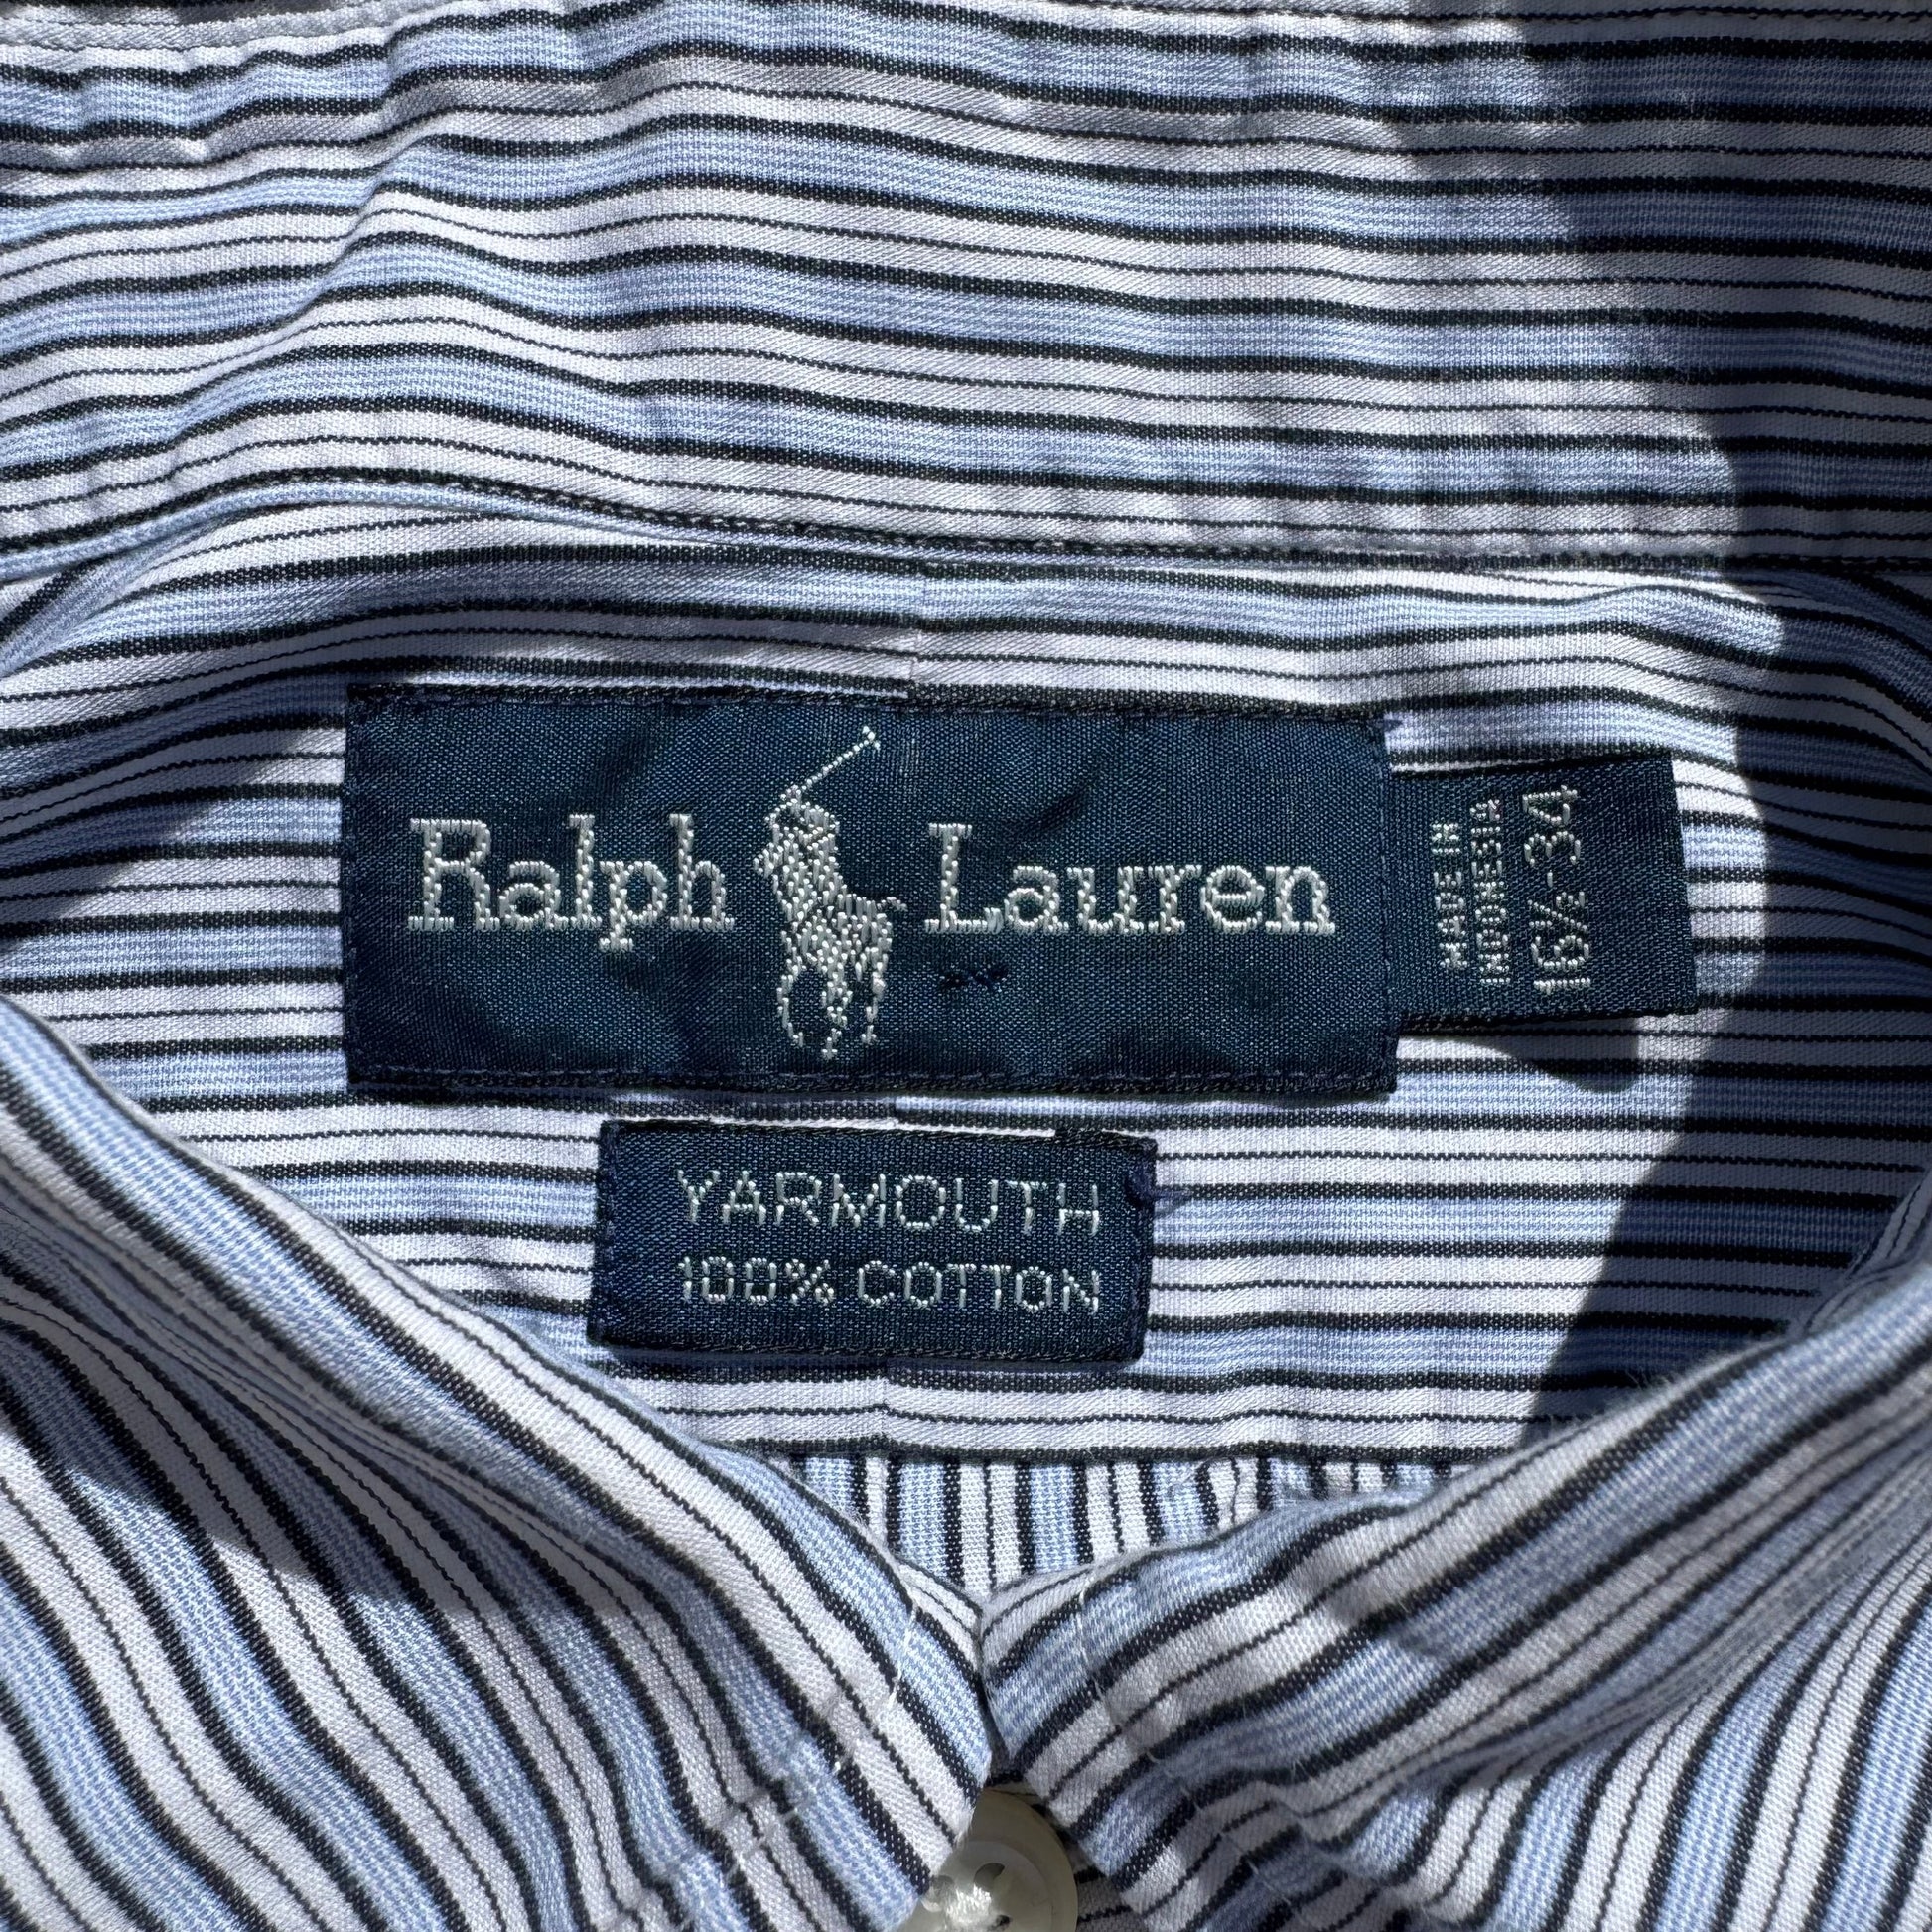 Ralph Lauren
MADE IN
INDONESIA
16½-34
YARMOUTH
100% COTTON